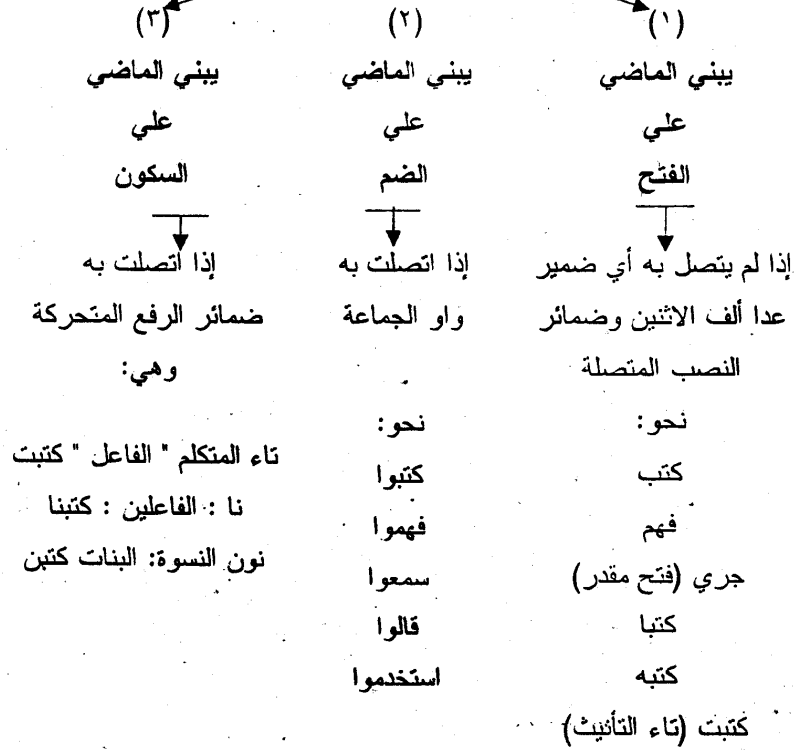 (١)
يبني الماضي
علي
الفتح
إذا لم يتصل به أي ضمير
عدا ألف الاثنين وضمائر
النصب المتصلة
نحو:
كتب
فهم
جري (فتح مقدر)
كتبا
كتبه
كتبت (تاء التأنيث)
(٢)
يبني الماضي
علي
الضم
إذا اتصلت به
واو الجماعة
نحو:
كتبوا
فهموا
سمعوا
قالوا
استخدموا
(٣)
يبني الماضي
علي
السكون
إذا اتصلت به
ضمائر الرفع المتحركة
وهي:
تاء المتكلم " الفاعل " كتبت
نا : الفاعلين : كتبنا
نون النسوة: البنات كتبن